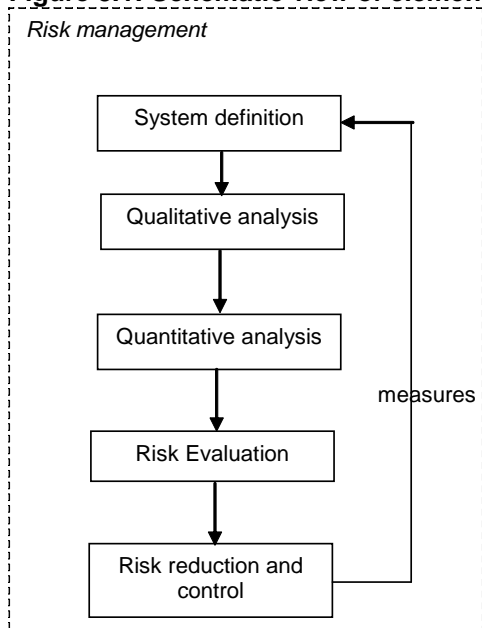 Risk management
System definition
Qualitative analysis
Quantitative analysis
measures
Risk Evaluation
Risk reduction and
control